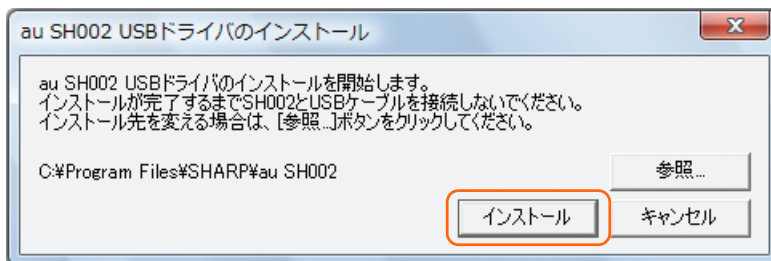 au SH002 USBドライバのインストール
au SH002 USBドライバのインストールを開始します。
インストールが完了するまでSH002とUSBケーブルを接続しないでください。
インストール先を変える場合は、[参照...]ボタンをクリックしてください。
C:¥Program Files¥SHARP¥au SH002
参照...
インストール
キャンセル